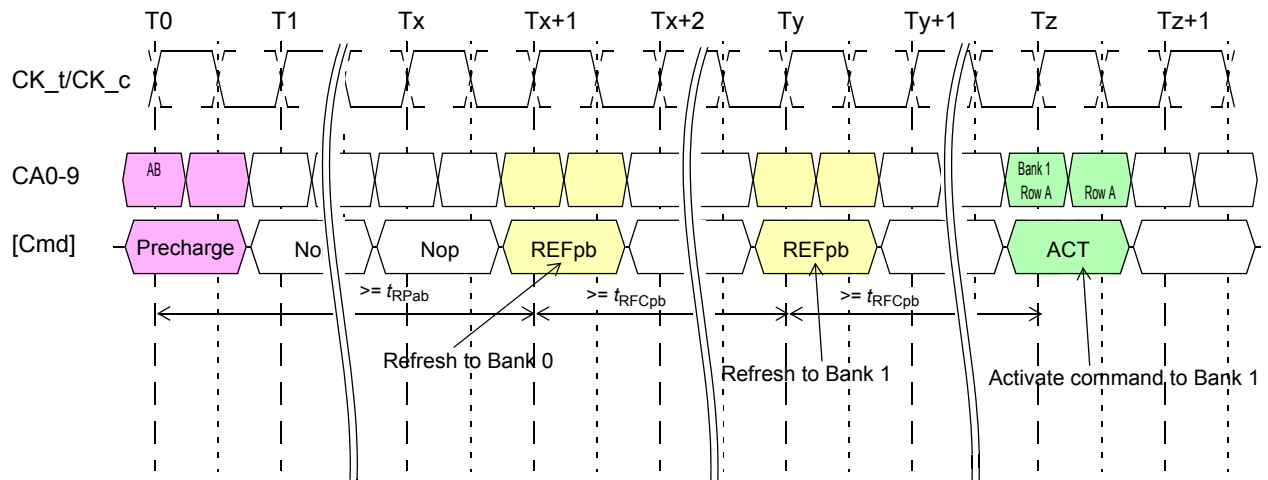 T0 T1 Tx Tx+1 Tx+2 Ty Ty+1 Tz Tz+1
CK_t/CK_c
CA0-9 AB Bank 1 Row A Row A
[Cmd] Precharge No Nop REFpb REFpb ACT
>= tRPab >= tRFCpb >= tRFCpb
Refresh to Bank 0 Refresh to Bank 1 Activate command to Bank 1